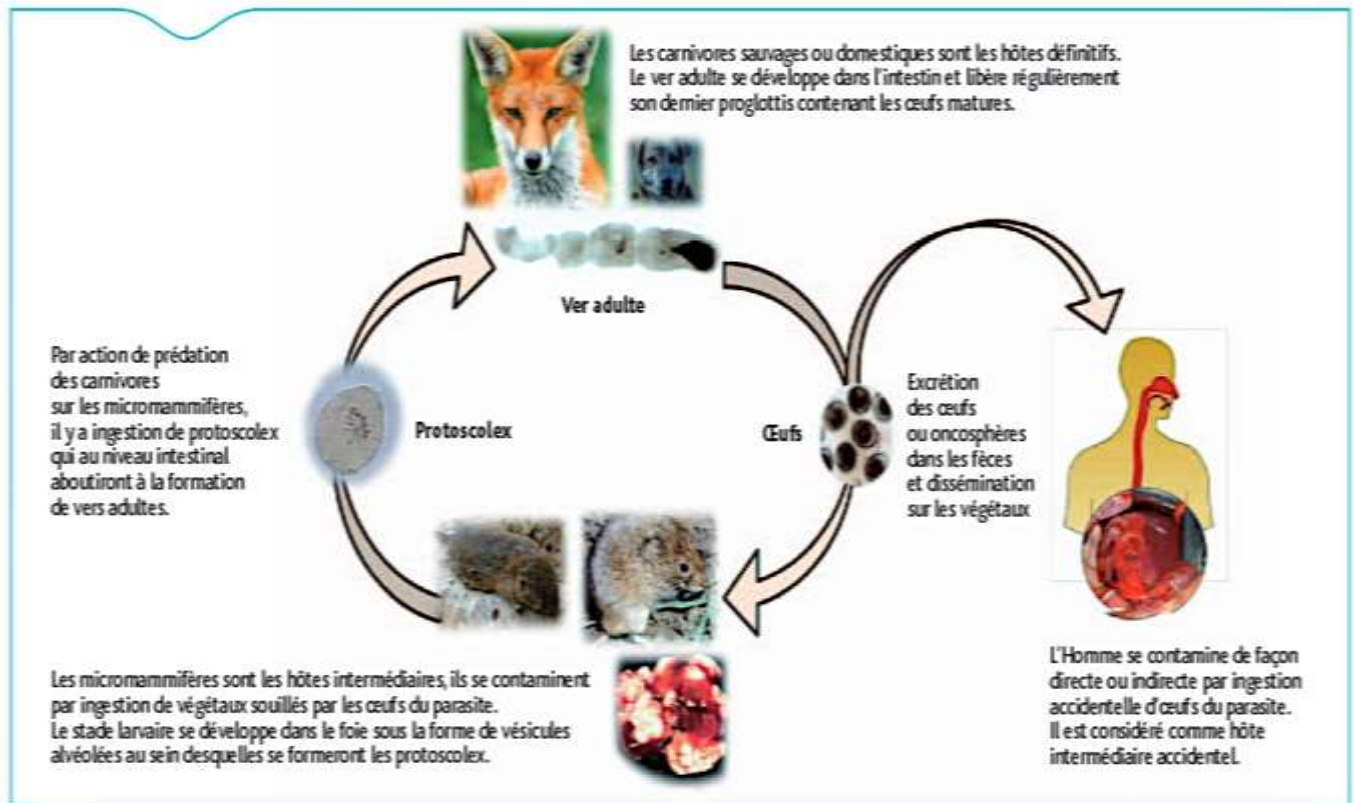 Les carnivores sauvages ou domestiques sont les hôtes définitifs.
Le ver adulte se développe dans l'intestin et libère régulièrement
son dernier proglottis contenant les œufs matures.
Ver adulte
Par action de prédation
des carnivores
sur les micromammifères,
il y a ingestion de protoscolex
qui au niveau intestinal
aboutiront à la formation
de vers adultes.
Protoscolex
Œufs
Excrétion
des œufs
ou oncosphères
dans les fèces
et dissémination
sur les végétaux
Les micromammifères sont les hôtes intermédiaires, ils se contaminent
par ingestion de végétaux souillés par les œufs du parasite.
Le stade larvaire se développe dans le foie sous la forme de vésicules
alvéolées au sein desquelles se formeront les protoscolex.
L'Homme se contamine de façon
directe ou indirecte par ingestion
accidentelle d'œufs du parasite.
Il est considéré comme hôte
intermédiaire accidentel.